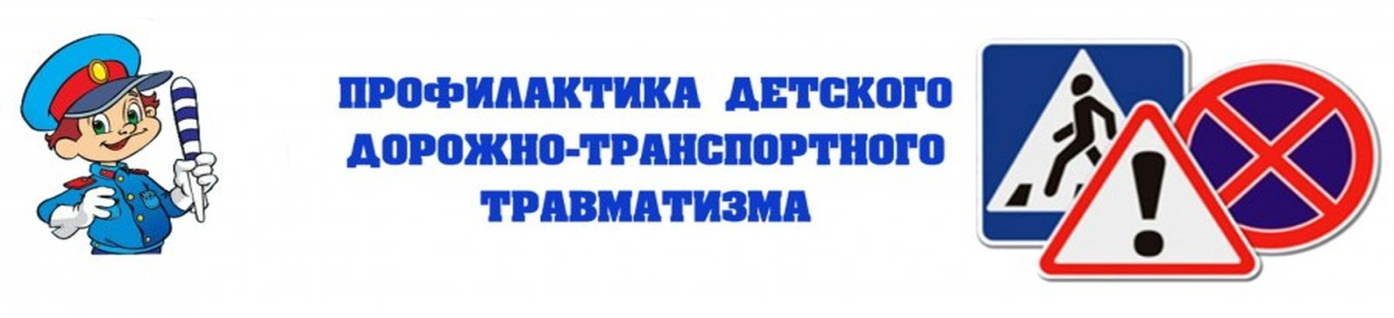 ПРОФИЛАКТИКА ДЕТСКОГО
ДОРОЖНО-ТРАНСПОРТНОГО
ТРАВМАТИЗМА